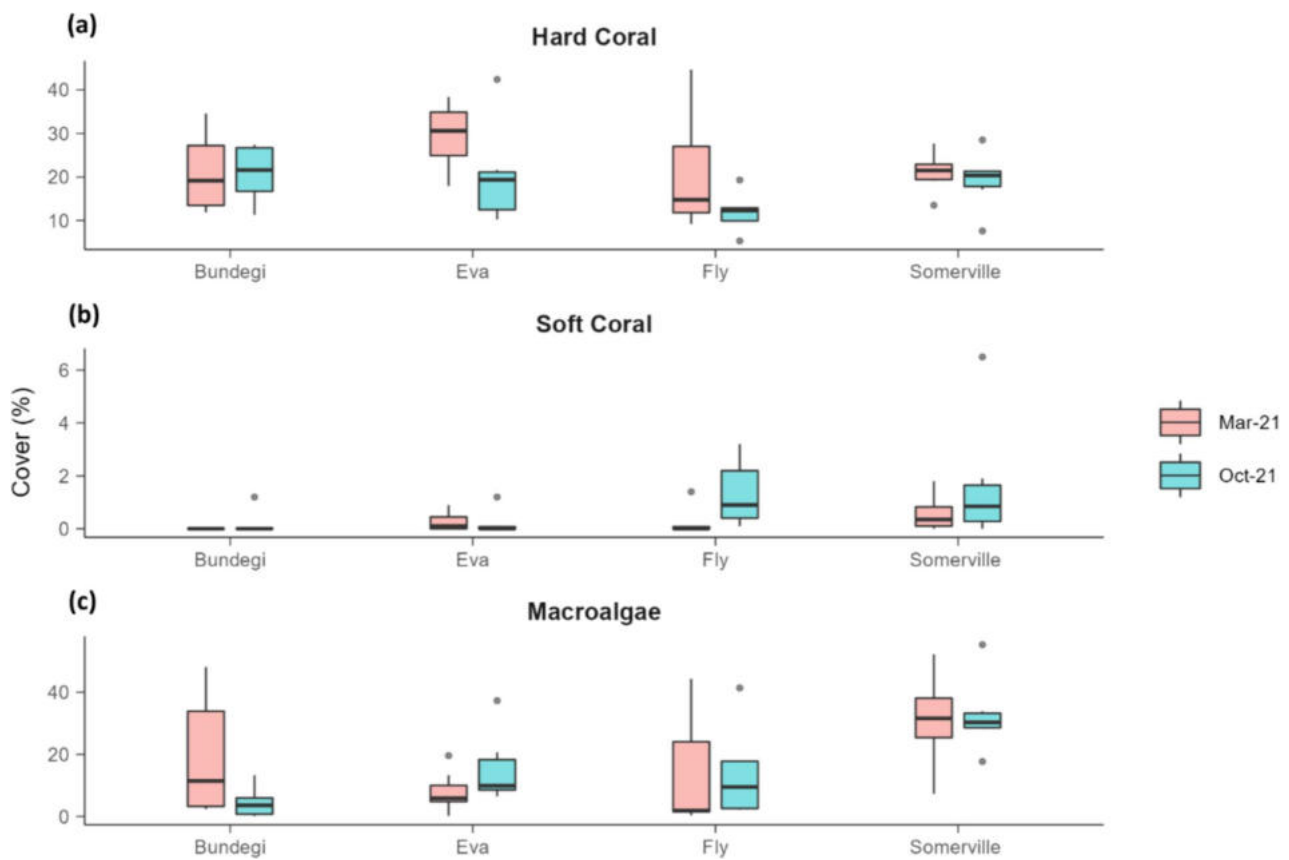 (a)
Hard Coral
40
30
20
10
Bundegi Eva Fly Somerville
(b)
Soft Coral
6
4
2
0
Cover (%)
Bundegi Eva Fly Somerville
Mar-21
Oct-21
(c)
Macroalgae
40
20
0
Bundegi Eva Fly Somerville